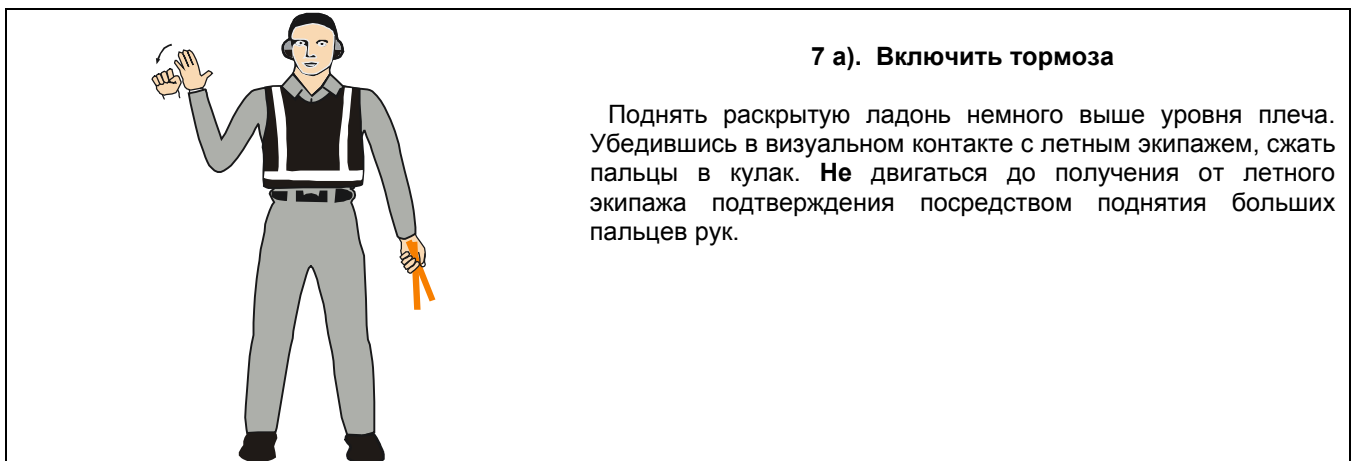 7 а). Включить тормоза
Поднять раскрытую ладонь немного выше уровня плеча.
Убедившись в визуальном контакте с летным экипажем, сжать
пальцы в кулак. Не двигаться до получения от летного
экипажа подтверждения посредством поднятия больших
пальцев рук.